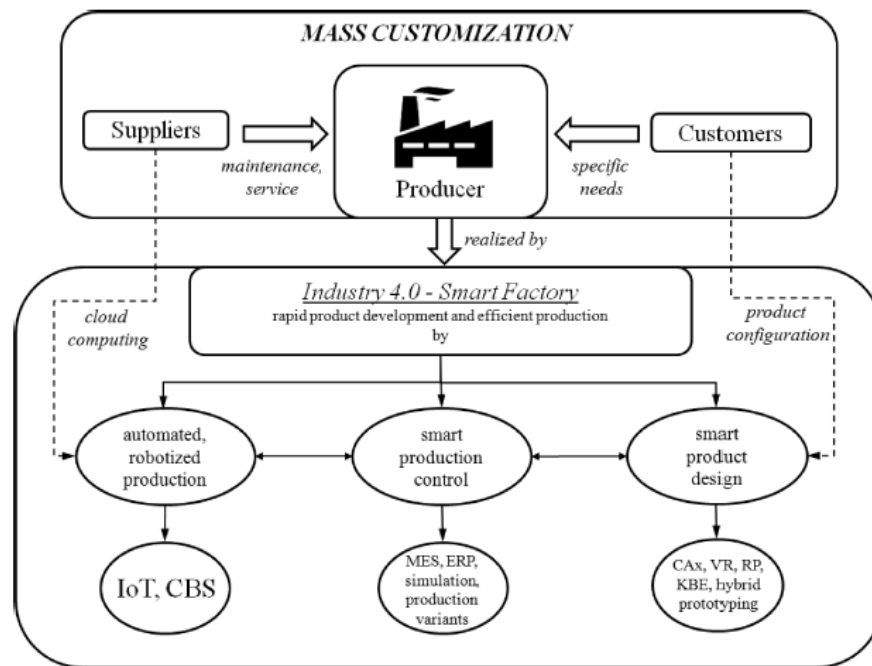 MASS CUSTOMIZATION
Suppliers
Customers
maintenance,
service
Producer
specific
needs
realized by
Industry 4.0 - Smart Factory
rapid product development and efficient production
by
cloud
computing
product
configuration
automated,
robotized
production
smart
production
control
smart
product
design
IoT, CBS
MES, ERP,
simulation,
production
variants
CAx, VR, RP,
KBE, hybrid
prototyping